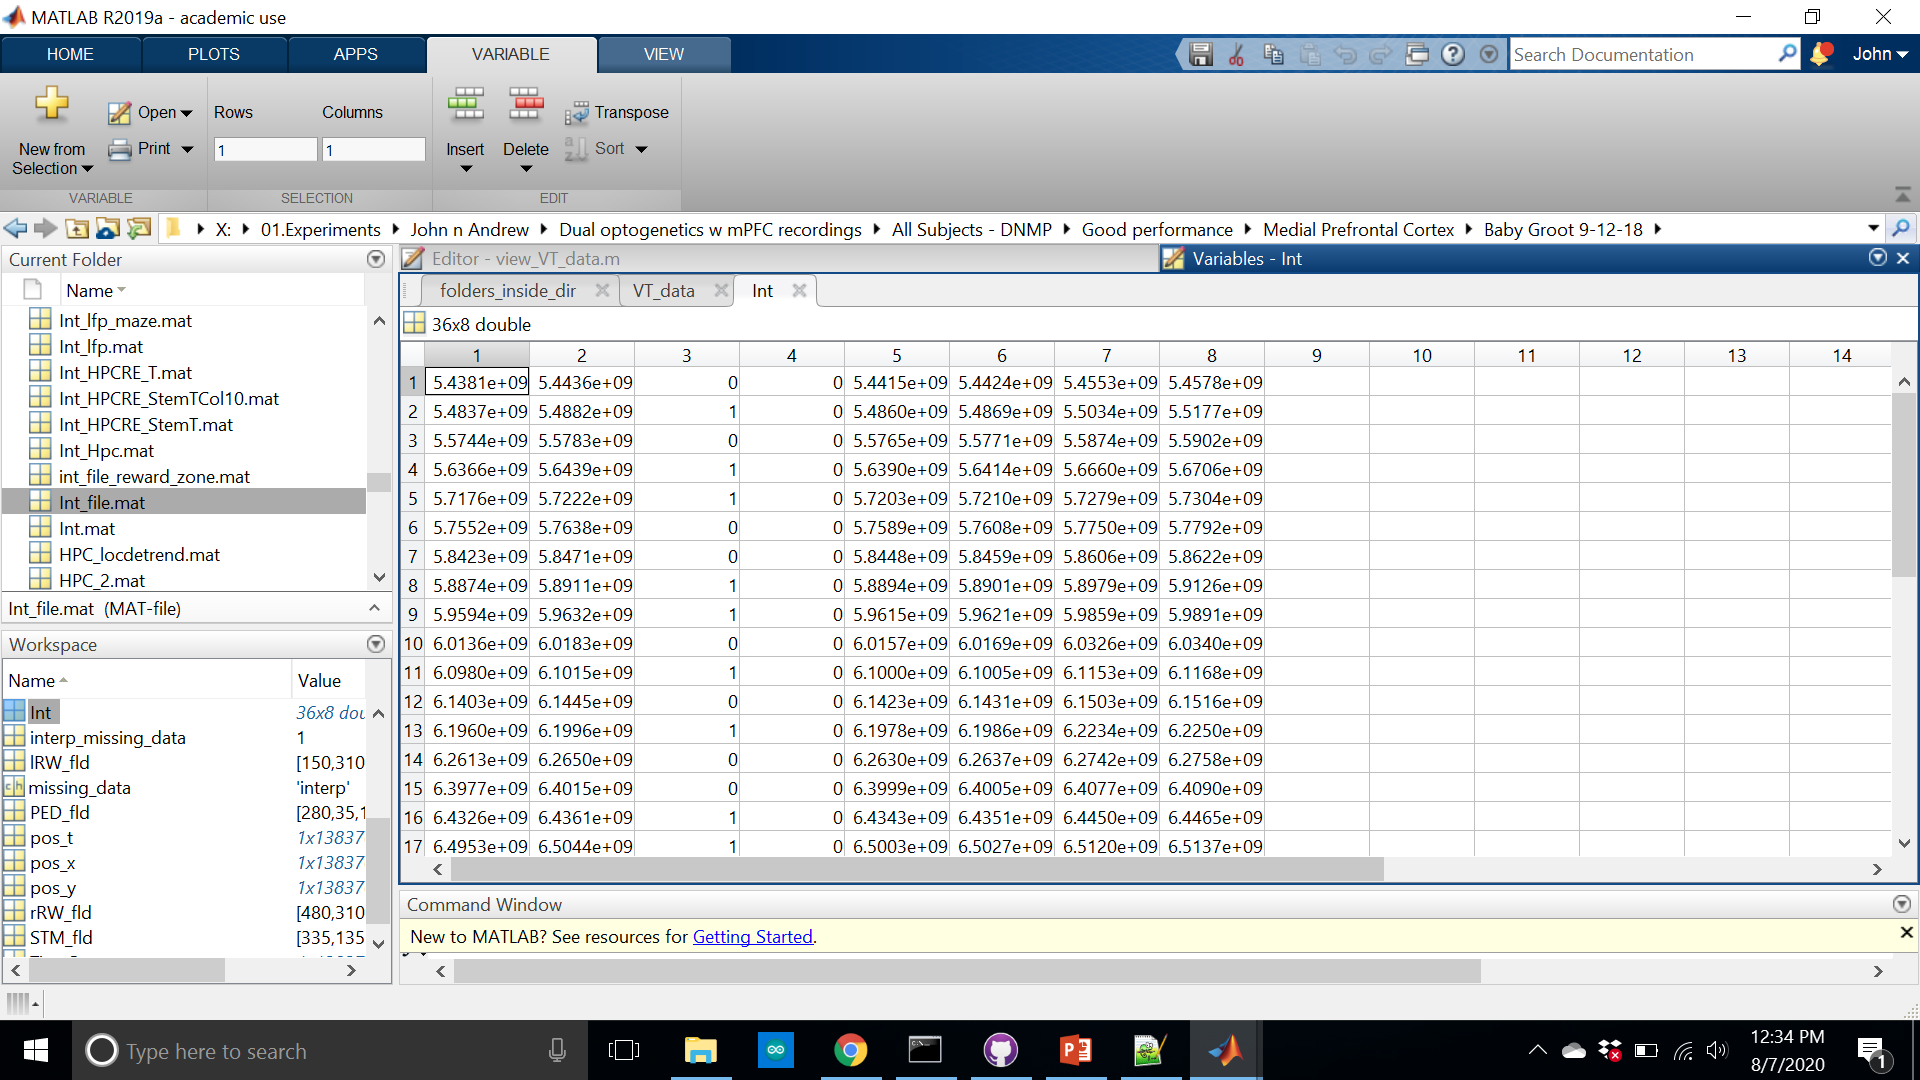 MATLAB R2019a - academic use
HOME PLOTS APPS VARIABLE VIEW Search Documentation John
New from Selection Open Print Rows Columns Insert Delete Transpose Sort
1 1
VARIABLE SELECTION EDIT
X: 01.Experiments John n Andrew Dual optogenetics w mPFC recordings All Subjects - DNMP Good performance Medial Prefrontal Cortex Baby Groot 9-12-18
Current Folder
Name
Int_lfp_maze.mat
Int_lfp.mat
Int_HPCRE_T.mat
Int_HPCRE_StemTCol10.mat
Int_HPCRE_StemT.mat
Int_Hpc.mat
int_file_reward_zone.mat
Int_file.mat
Int.mat
HPC_locdetrend.mat
HPC_2.mat
Int_file.mat (MAT-file)
Workspace
Name Value
Int 36x8 dou
interp_missing_data 1
lRW_fld [150,310
missing_data 'interp'
PED_fld [280,35,1
pos_t 1x13837
pos_x 1x13837
pos_y 1x13837
rRW_fld [480,310
STM_fld [335,135
Editor - view_VT_data.m
Variables - Int
folders_inside_dir VT_data Int
36x8 double
1 2 3 4 5 6 7 8 9 10 11 12 13 14
1 5.4381e+09 5.4436e+09 0 0 5.4415e+09 5.4424e+09 5.4553e+09 5.4578e+09
2 5.4837e+09 5.4882e+09 1 0 5.4860e+09 5.4869e+09 5.5034e+09 5.5177e+09
3 5.5744e+09 5.5783e+09 0 0 5.5765e+09 5.5771e+09 5.5874e+09 5.5902e+09
4 5.6366e+09 5.6439e+09 1 0 5.6390e+09 5.6414e+09 5.6660e+09 5.6706e+09
5 5.7176e+09 5.7222e+09 1 0 5.7203e+09 5.7210e+09 5.7279e+09 5.7304e+09
6 5.7552e+09 5.7638e+09 0 0 5.7589e+09 5.7608e+09 5.7750e+09 5.7792e+09
7 5.8423e+09 5.8471e+09 0 0 5.8448e+09 5.8459e+09 5.8606e+09 5.8622e+09
8 5.8874e+09 5.8911e+09 1 0 5.8894e+09 5.8901e+09 5.8979e+09 5.9126e+09
9 5.9594e+09 5.9632e+09 1 0 5.9615e+09 5.9621e+09 5.9859e+09 5.9891e+09
10 6.0136e+09 6.0183e+09 0 0 6.0157e+09 6.0169e+09 6.0326e+09 6.0340e+09
11 6.0980e+09 6.1015e+09 1 0 6.1000e+09 6.1005e+09 6.1153e+09 6.1168e+09
12 6.1403e+09 6.1445e+09 0 0 6.1423e+09 6.1431e+09 6.1503e+09 6.1516e+09
13 6.1960e+09 6.1996e+09 1 0 6.1978e+09 6.1986e+09 6.2234e+09 6.2250e+09
14 6.2613e+09 6.2650e+09 0 0 6.2630e+09 6.2637e+09 6.2742e+09 6.2758e+09
15 6.3977e+09 6.4015e+09 0 0 6.3999e+09 6.4005e+09 6.4077e+09 6.4090e+09
16 6.4326e+09 6.4361e+09 1 0 6.4343e+09 6.4351e+09 6.4450e+09 6.4465e+09
17 6.4953e+09 6.5044e+09 1 0 6.5003e+09 6.5027e+09 6.5120e+09 6.5137e+09
Command Window
New to MATLAB? See resources for Getting Started.
Type here to search
12:34 PM
8/7/2020
1